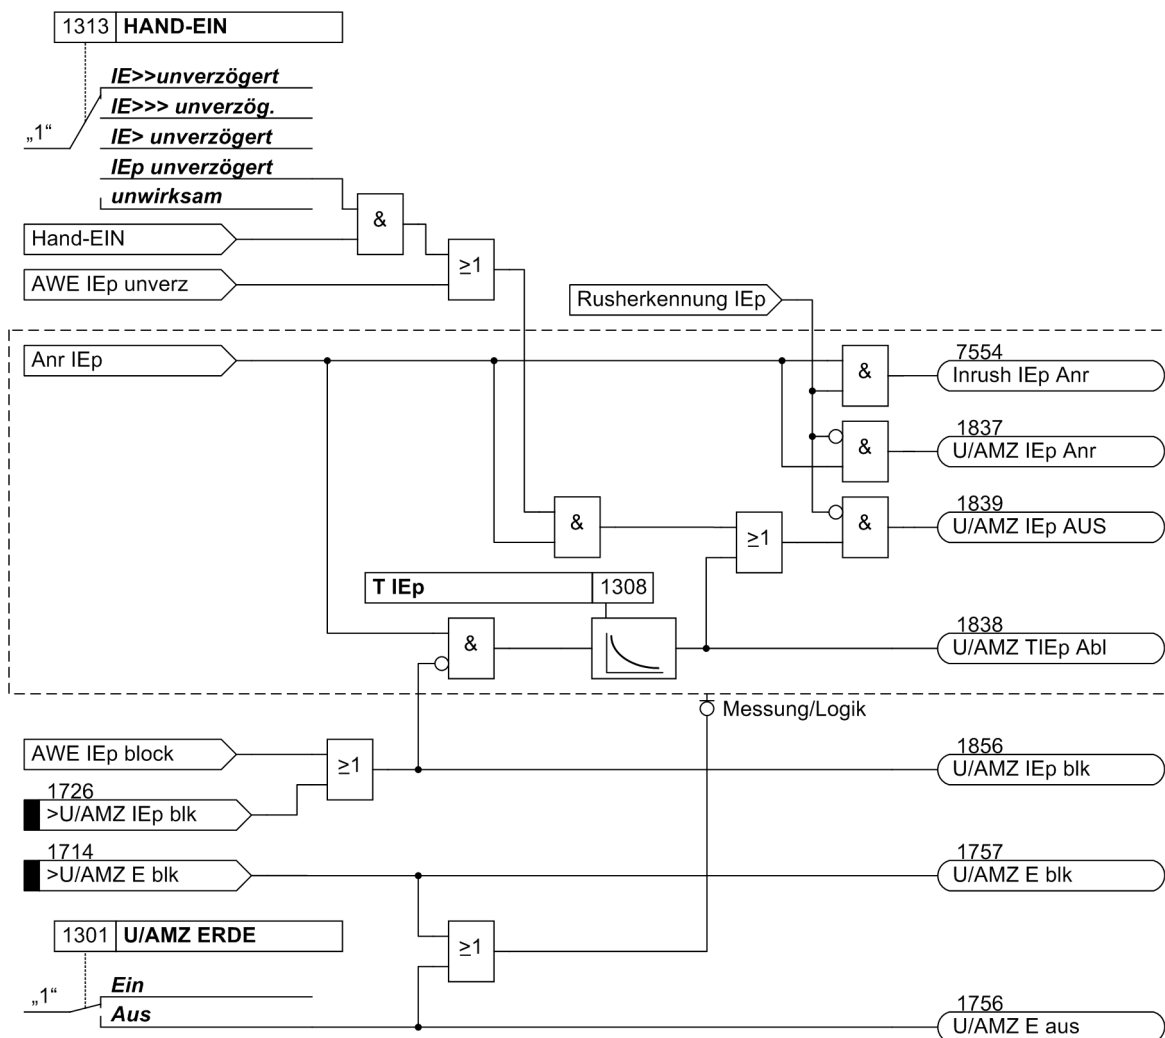 1313 HAND-EIN
IE>>unverzögert
IE>>> unverzög.
„1“
IE> unverzögert
IEp unverzögert
unwirksam
&
Hand-EIN
≥1
AWE IEp unverz
Rusherkennung IEp
Anr IEp
&
7554
Inrush IEp Anr
&
1837
U/AMZ IEp Anr
&
≥1
&
1839
U/AMZ IEp AUS
T IEp 1308
&
1838
U/AMZ TIEp Abl
Messung/Logik
AWE IEp block
≥1
1856
U/AMZ IEp blk
1726
>U/AMZ IEp blk
1714
>U/AMZ E blk
1757
U/AMZ E blk
1301 U/AMZ ERDE
≥1
Ein
„1“
Aus
1756
U/AMZ E aus